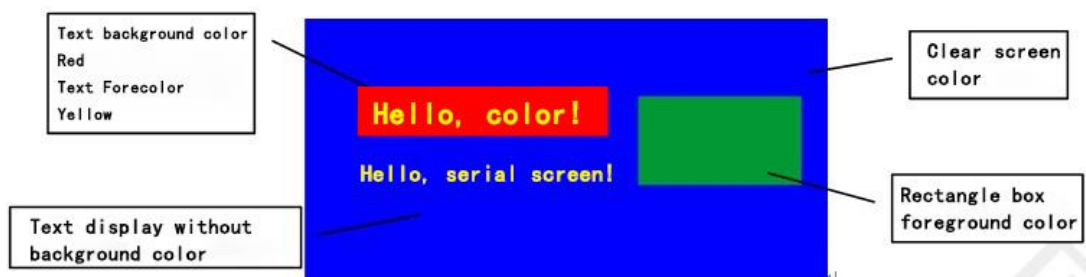 Text background color
Red
Text Forecolor
Yellow
Clear screen
color
Hello, color!
Hello, serial screen!
Rectangle box
foreground color
Text display without
background color